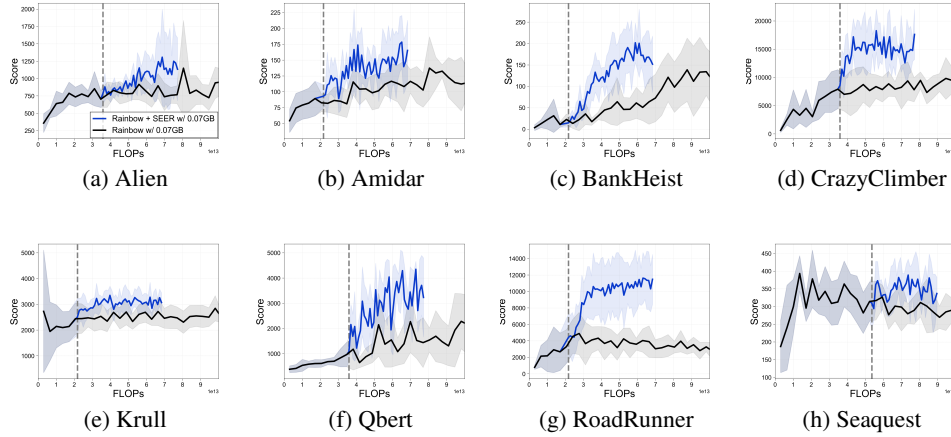 2000
1750
1500
1250
1000
750
500
250
Score
0 1 2 3 4 5 6 7 8 9
1e13
FLOPs
Rainbow + SEER w/ 0.07GB
Rainbow w/ 0.07GB
(a) Alien
200
175
150
125
100
75
50
Score
0 1 2 3 4 5 6 7 8 9
1e13
FLOPs
(b) Amidar
250
200
150
100
50
0
Score
0 1 2 3 4 5 6 7 8 9
1e13
FLOPs
(c) BankHeist
20000
15000
10000
5000
0
Score
0 1 2 3 4 5 6 7 8 9
1e13
FLOPs
(d) CrazyClimber
5000
4000
3000
2000
1000
Score
0 1 2 3 4 5 6 7 8 9
1e13
FLOPs
(e) Krull
5000
4000
3000
2000
1000
Score
0 1 2 3 4 5 6 7 8 9
1e13
FLOPs
(f) Qbert
14000
12000
10000
8000
6000
4000
2000
0
Score
0 1 2 3 4 5 6 7 8 9
1e13
FLOPs
(g) RoadRunner
450
400
350
300
250
200
150
100
Score
0 1 2 3 4 5 6 7 8 9
1e13
FLOPs
(h) Seaquest